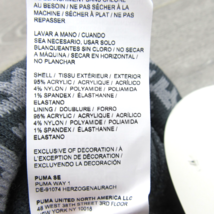 BESOIN / NE PAS SÉCHER À LA
MACHINE / SÉCHER À PLAT / NE PAS
REPASSER
LAVAR A MANO / CUANDO
SEA NECESARIO. USAR SOLO
BLANQUEANTES SIN CLORO / NO SECAR
A MÁQUINA / SECAR EN HORIZONTAL
/ NO PLANCHAR
SHELL / TISSU EXTÉRIEUR / EXTERIOR
95% ACRYLIC / ACRYLIQUE / ACRÍLICO
4% NYLON / POLYAMIDE / POLIAMIDA
1% SPANDEX / ÉLASTHANNE /
ELASTANO
LINING / DOUBLURE / FORRO
95% ACRYLIC / ACRYLIQUE / ACRÍLICO
4% NYLON / POLYAMIDE / POLIAMIDA
1% SPANDEX / ÉLASTHANNE /
ELASTANO
EXCLUSIVE OF DECORATION / À
L'EXCEPTION DE DÉCORATION /
EXCLUYENDO LA DECORACIÓN
PUMA SE
PUMA WAY 1
DE-91074 HERZOGENAURACH
PUMA UNITED NORTH AMERICA LLC
10018